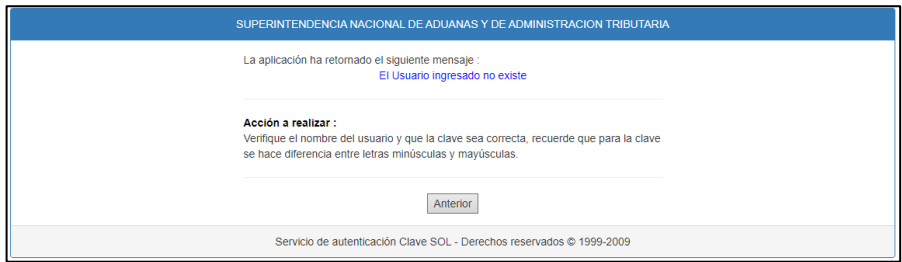 SUPERINTENDENCIA NACIONAL DE ADUANAS Y DE ADMINISTRACION TRIBUTARIA
La aplicación ha retornado el siguiente mensaje :
El Usuario ingresado no existe
Acción a realizar :
Verifique el nombre del usuario y que la clave sea correcta, recuerde que para la clave
se hace diferencia entre letras minúsculas y mayúsculas.
Anterior
Servicio de autenticación Clave SOL - Derechos reservados © 1999-2009